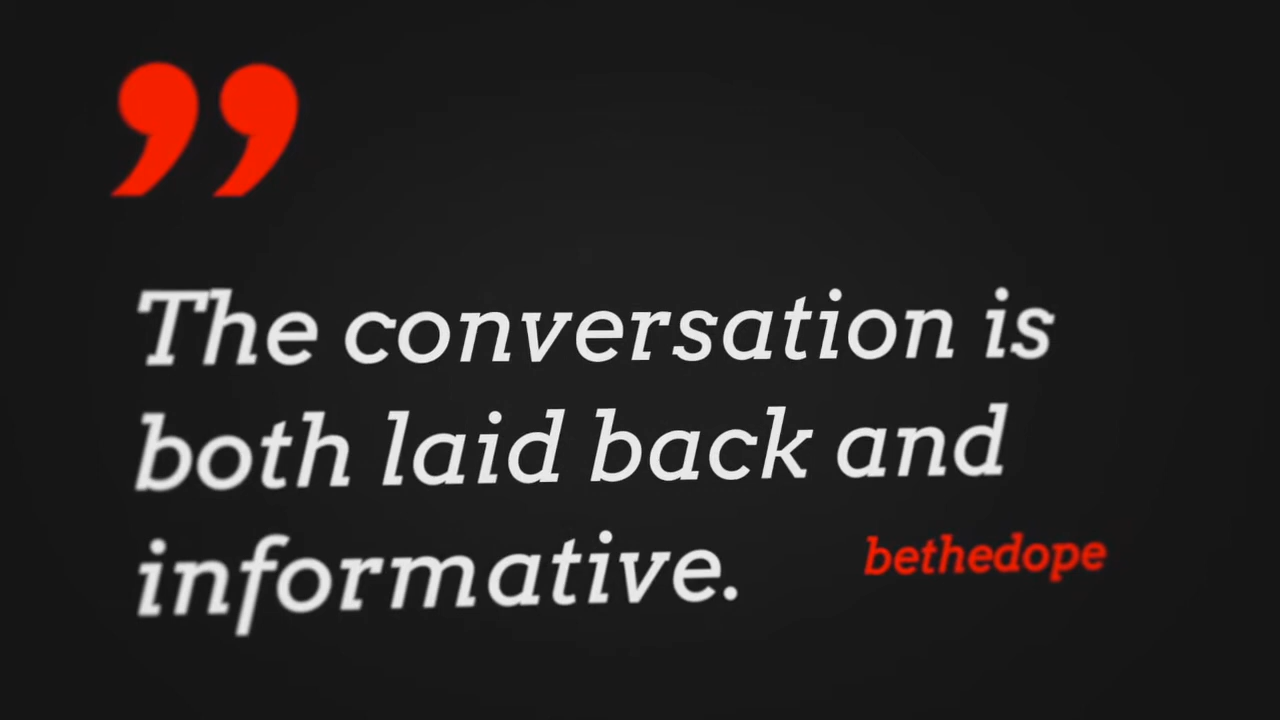 ”
The conversation is
both laid back and
informative.
bethedope